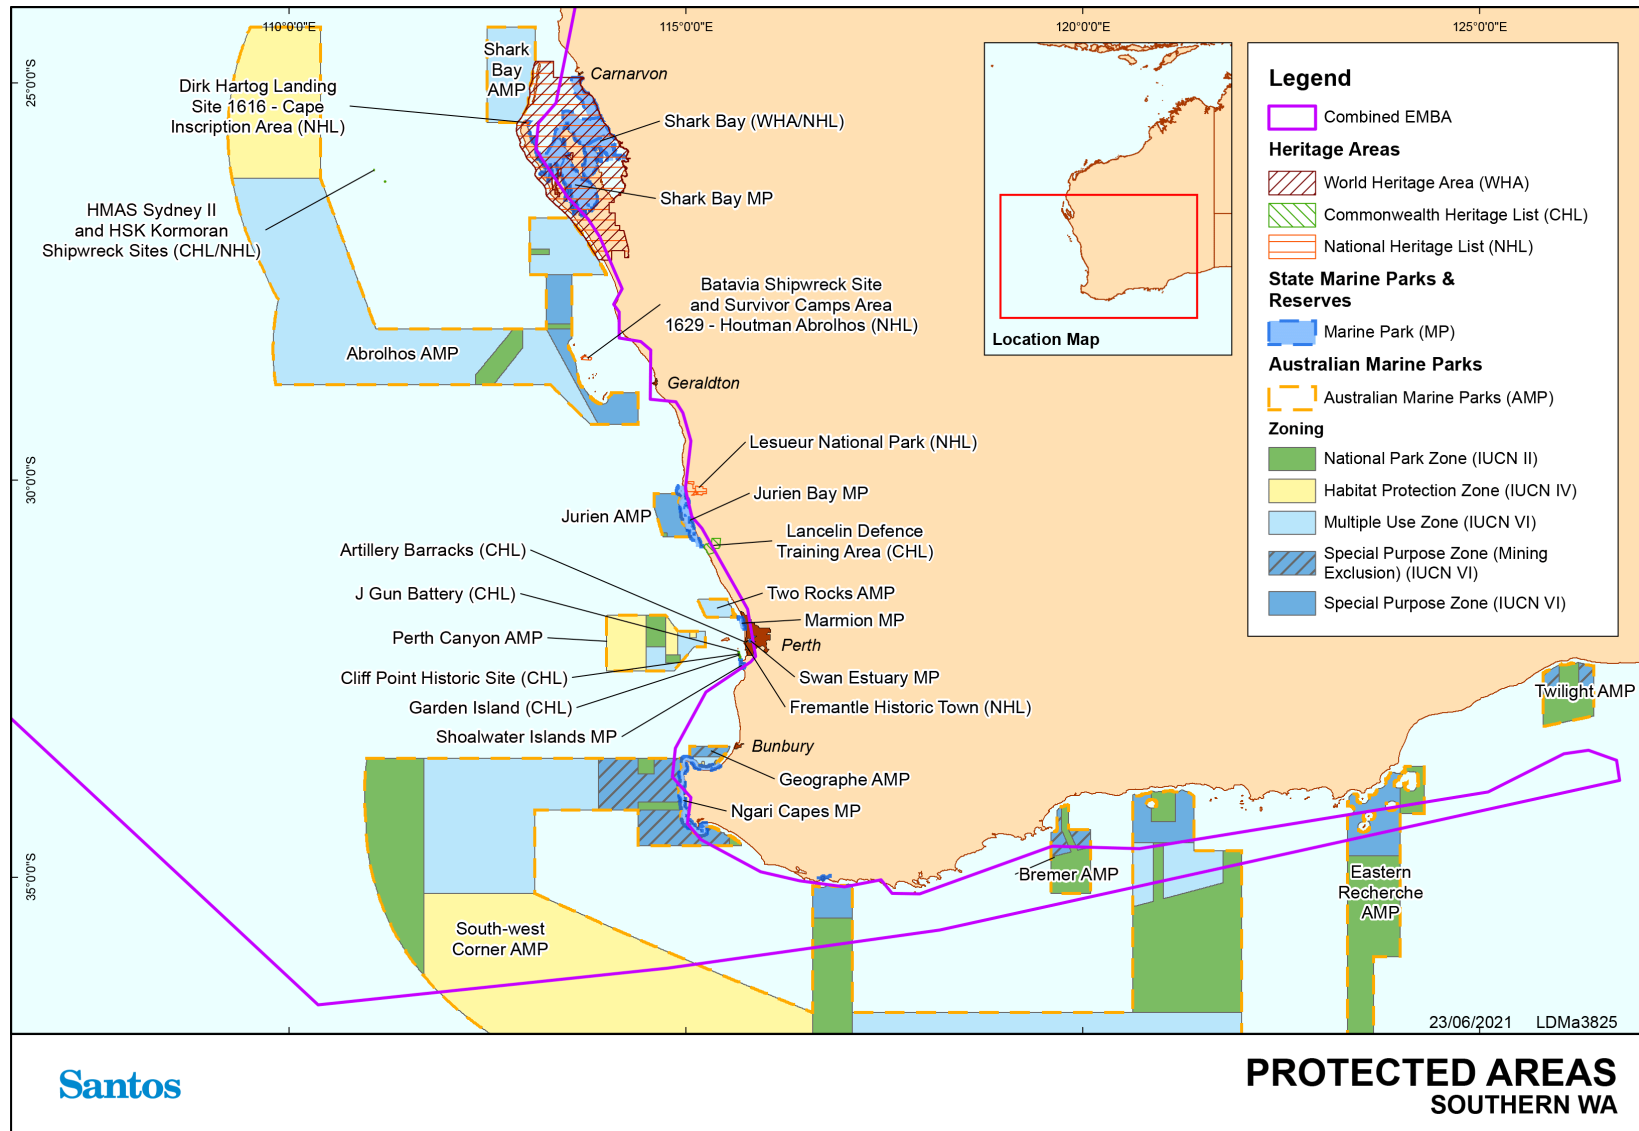 110°0'0"E
115°0'0"E
120°0'0"E
125°0'0"E
25°0'0"S
30°0'0"S
35°0'0"S
Shark
Bay
AMP
Carnarvon
Dirk Hartog Landing
Site 1616 - Cape
Inscription Area (NHL)
Shark Bay (WHA/NHL)
Shark Bay MP
HMAS Sydney II
and HSK Kormoran
Shipwreck Sites (CHL/NHL)
Batavia Shipwreck Site
and Survivor Camps Area
1629 - Houtman Abrolhos (NHL)
Abrolhos AMP
Geraldton
Lesueur National Park (NHL)
Jurien Bay MP
Jurien AMP
Lancelin Defence
Training Area (CHL)
Artillery Barracks (CHL)
J Gun Battery (CHL)
Two Rocks AMP
Marmion MP
Perth Canyon AMP
Perth
Cliff Point Historic Site (CHL)
Swan Estuary MP
Garden Island (CHL)
Fremantle Historic Town (NHL)
Shoalwater Islands MP
Bunbury
Geographe AMP
Ngari Capes MP
South-west
Corner AMP
Bremer AMP
Eastern
Recherche
AMP
Twilight AMP
Location Map
Legend
Combined EMBA
Heritage Areas
World Heritage Area (WHA)
Commonwealth Heritage List (CHL)
National Heritage List (NHL)
State Marine Parks &
Reserves
Marine Park (MP)
Australian Marine Parks
Australian Marine Parks (AMP)
Zoning
National Park Zone (IUCN II)
Habitat Protection Zone (IUCN IV)
Multiple Use Zone (IUCN VI)
Special Purpose Zone (Mining
Exclusion) (IUCN VI)
Special Purpose Zone (IUCN VI)
23/06/2021 LDMa3825
Santos
PROTECTED AREAS
SOUTHERN WA